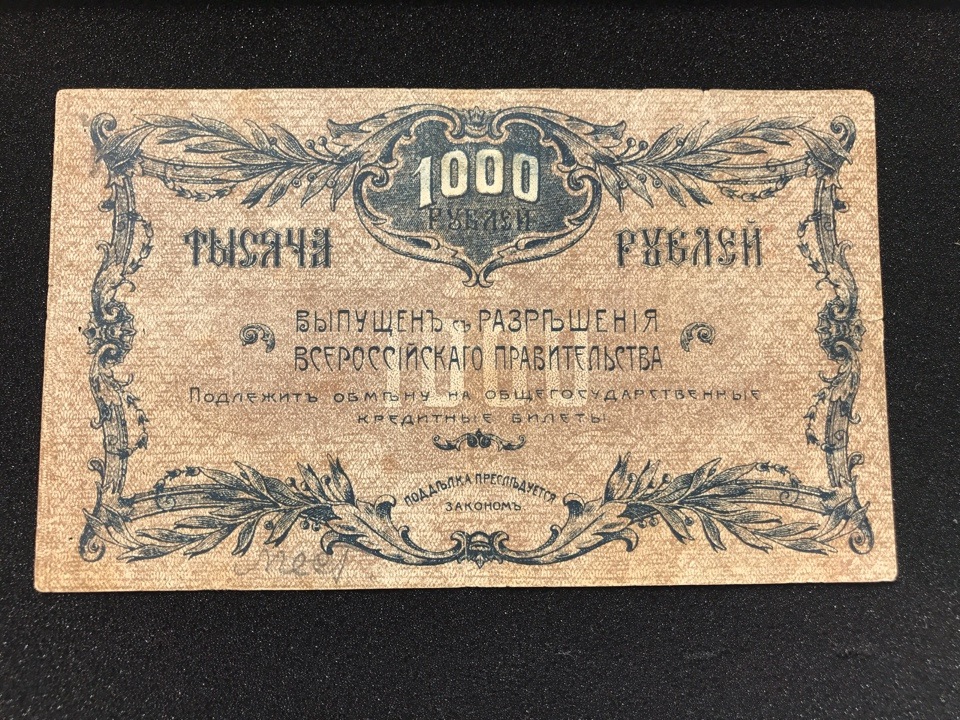 1000
РУБЛЕЙ
ТЫСЯЧА РУБЛЕЙ
ВЫПУЩЕНЪ съ РАЗРѢШЕНІЯ
ВСЕРОССІЙСКАГО ПРАВИТЕЛЬСТВА
ПОДЛЕЖИТЪ ОБМѢНУ НА ОБЩЕГОСУДАРСТВЕННЫЕ
КРЕДИТНЫЕ БИЛЕТЫ
ПОДДѢЛКА ПРЕСЛѢДУЕТСЯ
ЗАКОНОМЪ